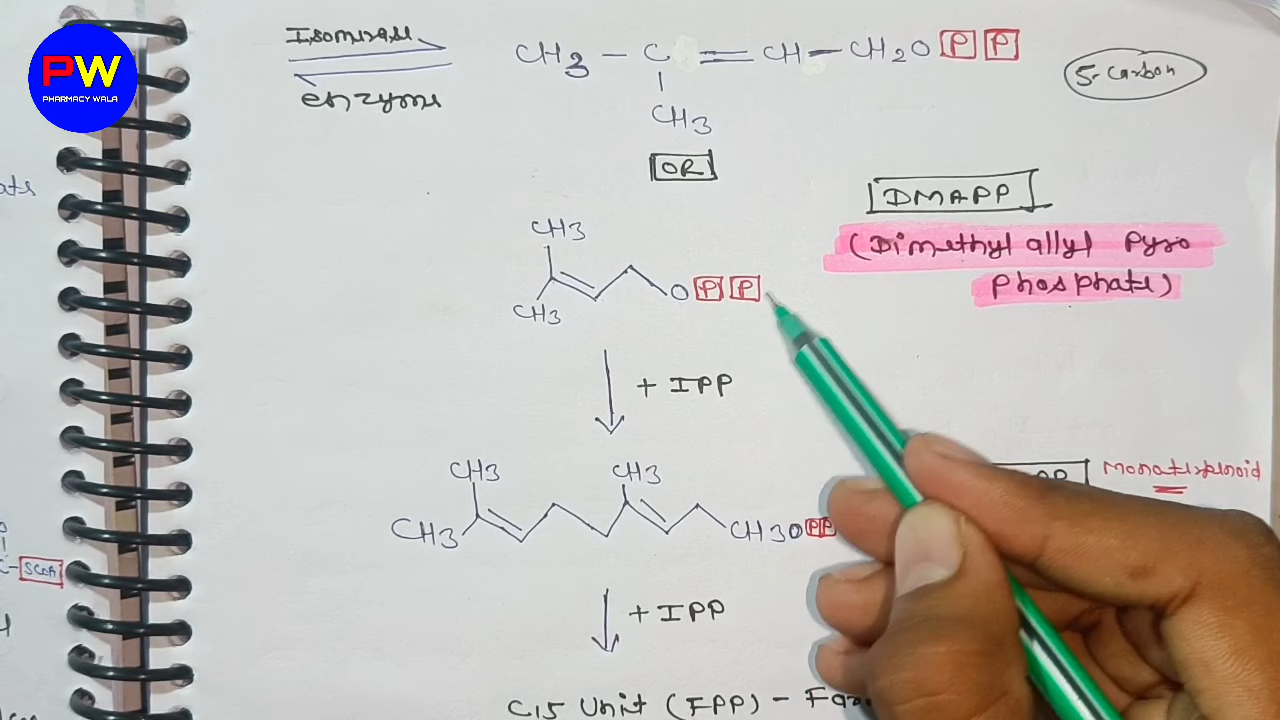 PW
PHARMACY WALA
Isomerase
enzyme
CH3 – C = CH – CH2O P P
CH3
5-Carbon
OR
DMAPP
(Dimethyl allyl Pyro
Phosphate)
CH3
CH3
O P P
+ IPP
CH3
CH3
CH3
CH3O PP
Monoterpenoid
+ IPP
C15 Unit (FPP) - Far
SCoA